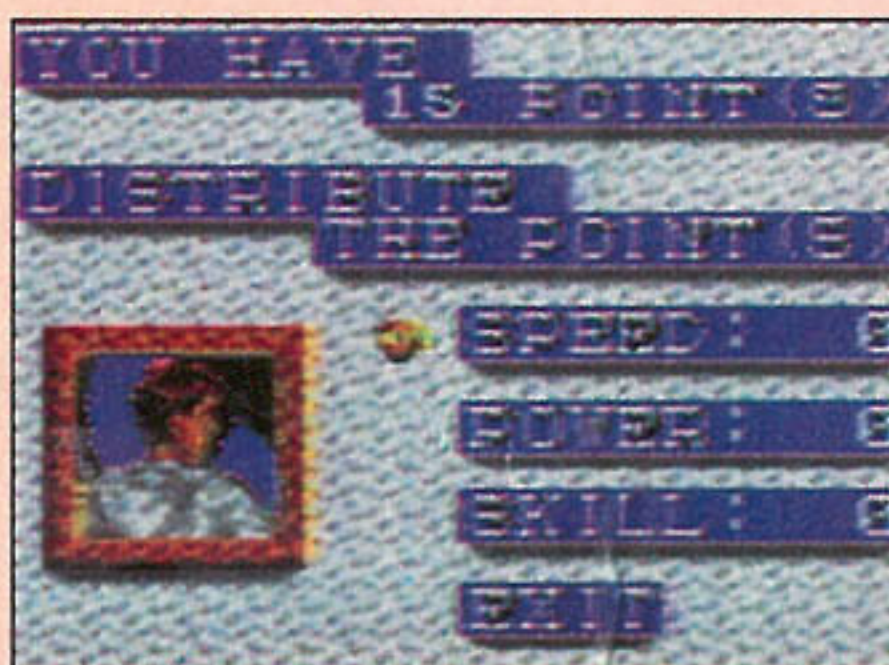 YOU HAVE
15 POINT(S)
DISTRIBUTE
THE POINT(S)
SPEED:
POWER:
SKILL:
EXIT